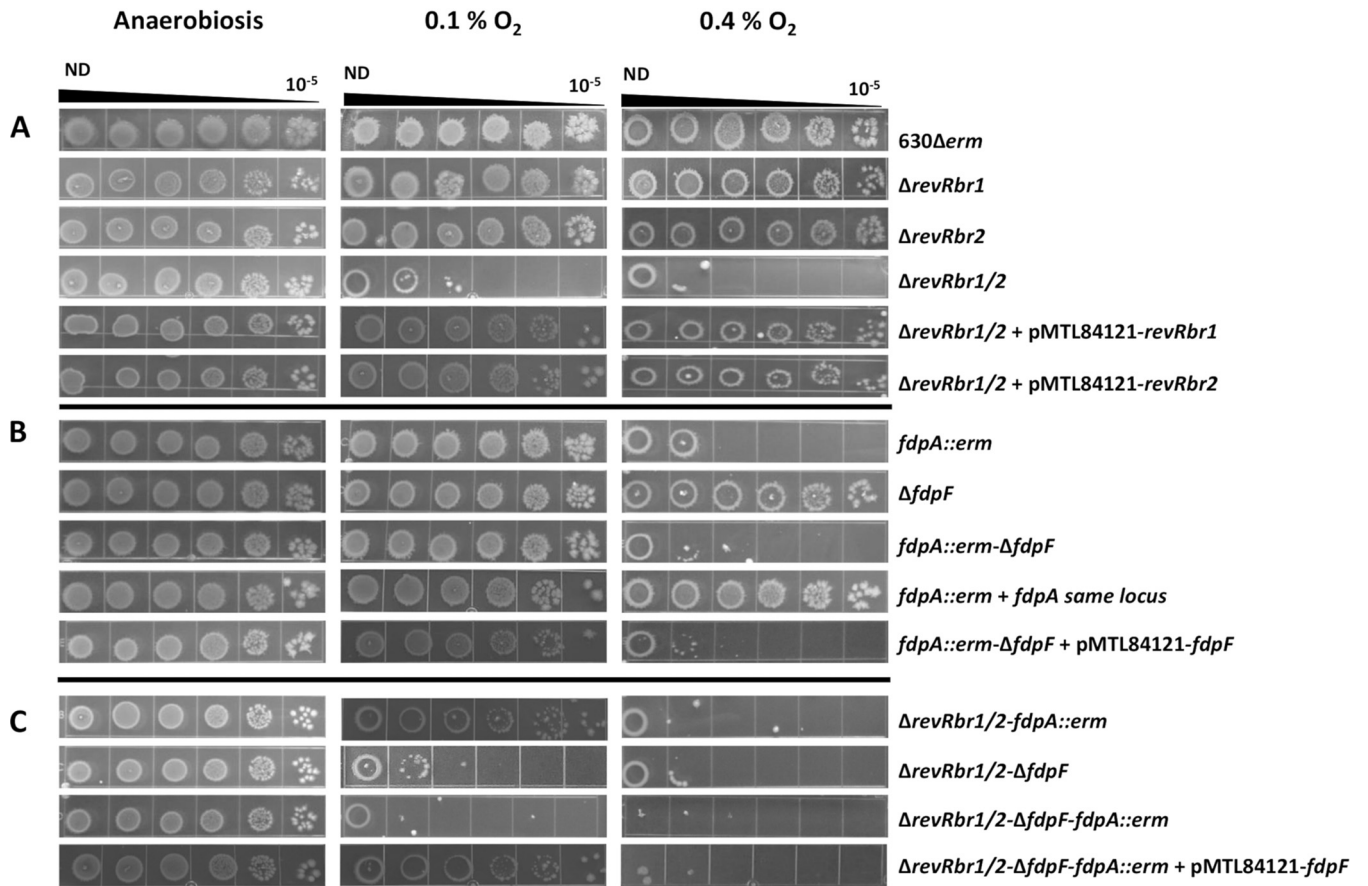 Anaerobiosis 0.1 % O₂ 0.4 % O₂
ND 10⁻⁵ ND 10⁻⁵ ND 10⁻⁵
A
630Δerm
ΔrevRbr1
ΔrevRbr2
ΔrevRbr1/2
ΔrevRbr1/2 + pMTL84121-revRbr1
ΔrevRbr1/2 + pMTL84121-revRbr2
B
fdpA::erm
ΔfdpF
fdpA::erm-ΔfdpF
fdpA::erm + fdpA same locus
fdpA::erm-ΔfdpF + pMTL84121-fdpF
C
ΔrevRbr1/2-fdpA::erm
ΔrevRbr1/2-ΔfdpF
ΔrevRbr1/2-ΔfdpF-fdpA::erm
ΔrevRbr1/2-ΔfdpF-fdpA::erm + pMTL84121-fdpF